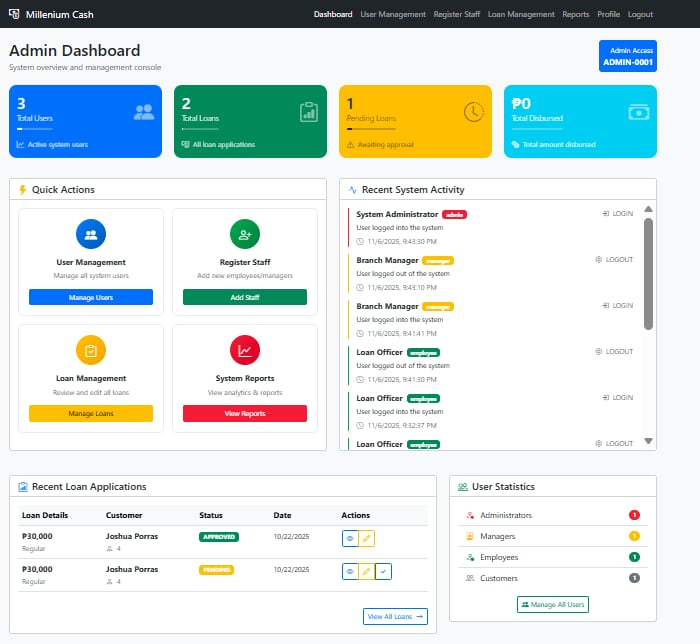 Millenium Cash
Dashboard User Management Register Staff Loan Management Reports Profile Logout
Admin Dashboard
System overview and management console
Admin Access
ADMIN-0001
3
Total Users
Active system users
2
Total Loans
All loan applications
1
Pending Loans
Awaiting approval
₱0
Total Disbursed
Total amount disbursed
Quick Actions
User Management
Manage all system users
Manage Users
Register Staff
Add new employees/managers
Add Staff
Loan Management
Review and edit all loans
Manage Loans
System Reports
View analytics & reports
View Reports
Recent System Activity
System Administrator admin LOGIN
User logged into the system
11/6/2025, 9:43:30 PM
Branch Manager manager LOGOUT
User logged out of the system
11/6/2025, 9:43:10 PM
Branch Manager manager LOGIN
User logged into the system
11/6/2025, 9:41:41 PM
Loan Officer employee LOGOUT
User logged out of the system
11/6/2025, 9:41:30 PM
Loan Officer employee LOGIN
User logged into the system
11/6/2025, 9:32:37 PM
Loan Officer employee LOGOUT
Recent Loan Applications
Loan Details Customer Status Date Actions
₱30,000 Joshua Porras APPROVED 10/22/2025
Regular 4
₱30,000 Joshua Porras PENDING 10/22/2025
Regular 4
View All Loans →
User Statistics
Administrators 1
Managers 1
Employees 1
Customers 1
Manage All Users